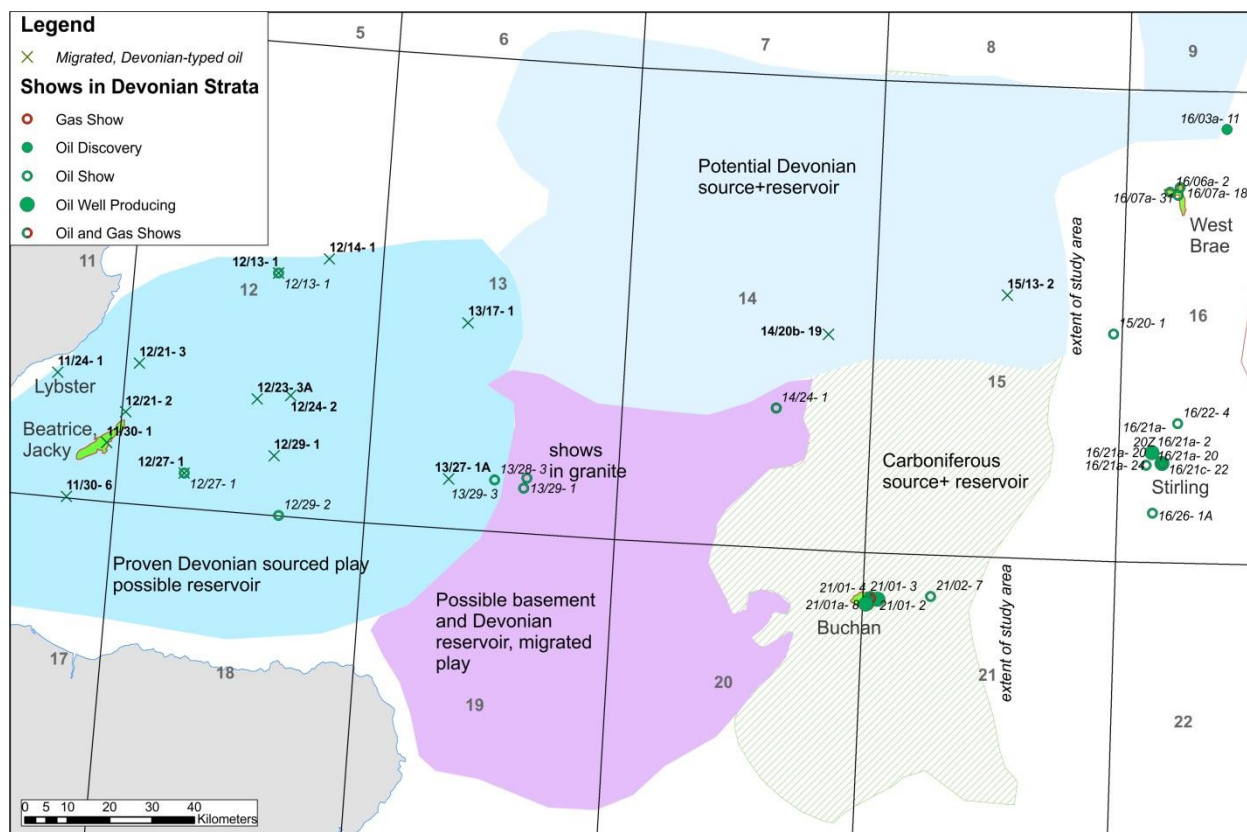 Legend
Migrated, Devonian-typed oil
Shows in Devonian Strata
Gas Show
Oil Discovery
Oil Show
Oil Well Producing
Oil and Gas Shows
5
6
7
8
9
16/03a- 11
Potential Devonian
source+reservoir
16/06a- 2
16/07a- 31
16/07a- 18
West
Brae
extent of study area
11
12/13- 1
12/14- 1
12/13- 1
12
13
13/17- 1
14
14/20b- 19
15/13- 2
15/20- 1
16
11/24- 1
Lybster
12/21- 3
12/21- 2
12/23- 3A
12/24- 2
Beatrice,
Jacky
11/30- 1
12/29- 1
12/27- 1
12/27- 1
11/30- 6
12/29- 2
13/27- 1A
13/28- 3
13/29- 3
13/29- 1
shows
in granite
14/24- 1
15
Carboniferous
source+ reservoir
16/22- 4
16/21a-
20Z
16/21a- 2
16/21a- 20
16/21a- 20
16/21a- 24
16/21c- 22
Stirling
16/26- 1A
Proven Devonian sourced play
possible reservoir
Possible basement
and Devonian
reservoir, migrated
play
21/01- 4
21/01- 3
21/02- 7
21/01a- 8
21/01- 2
Buchan
extent of study area
17
18
19
20
21
22
0 5 10 20 30 40
Kilometers